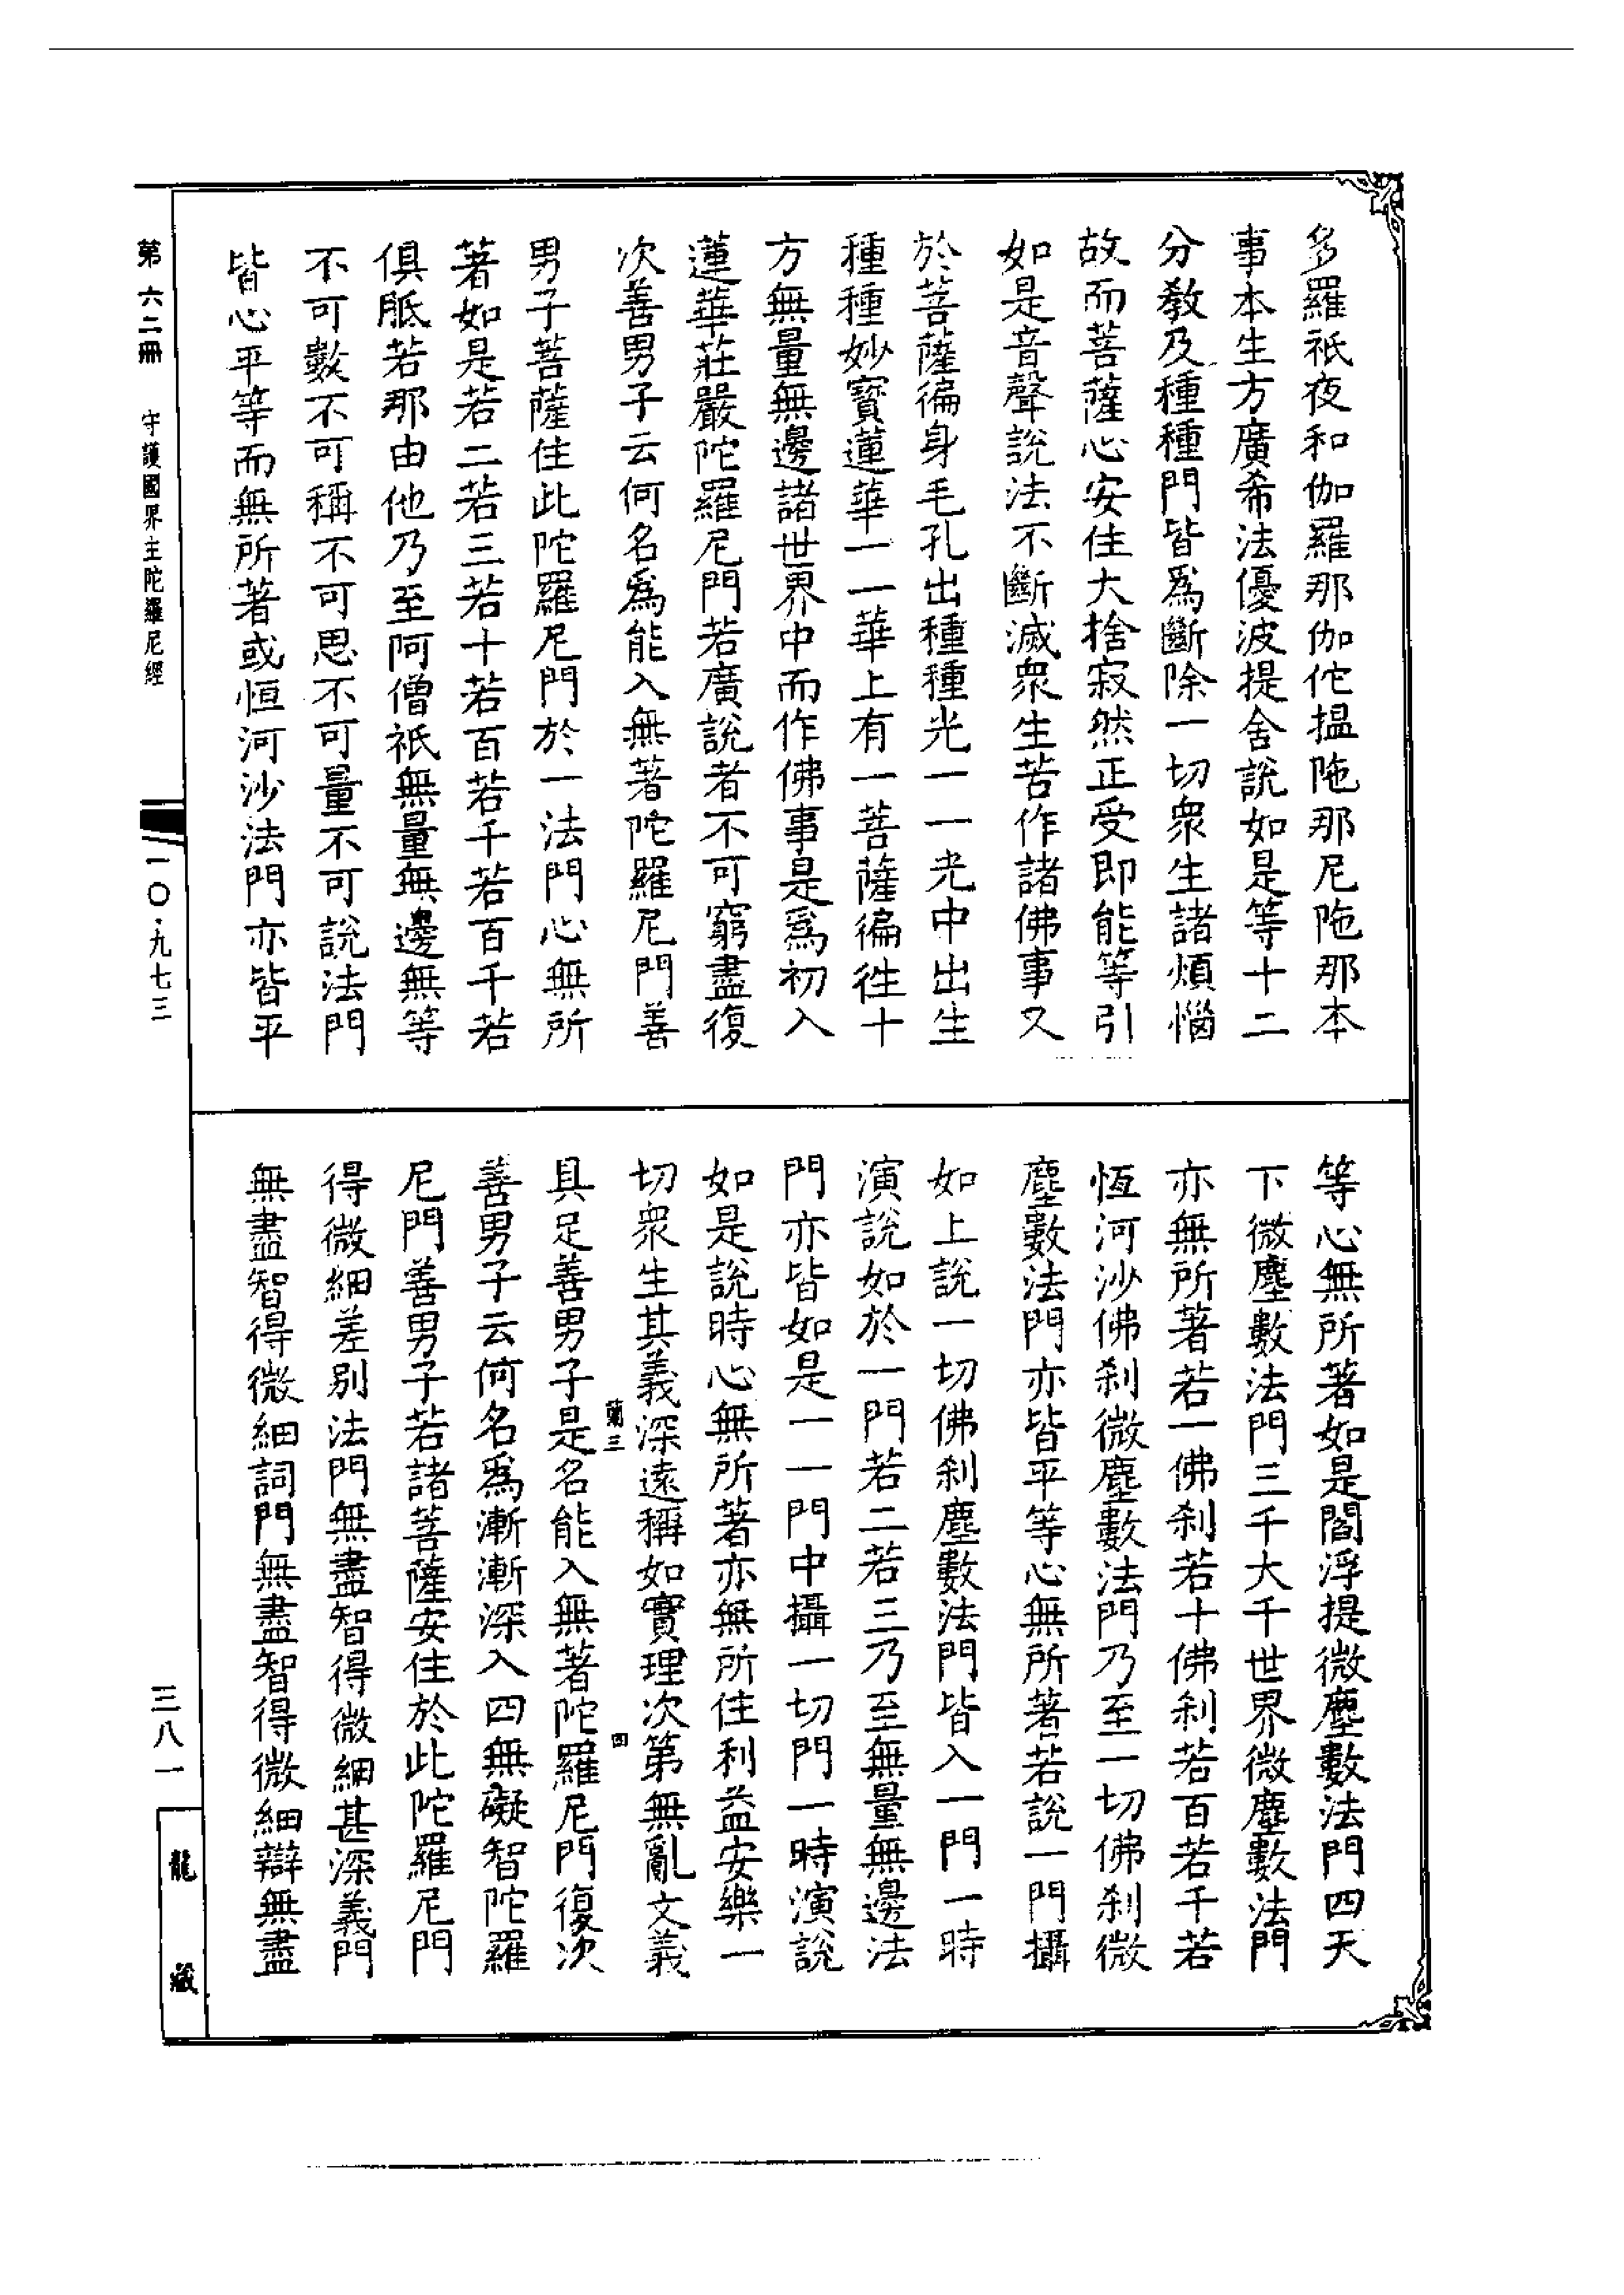 多羅祇夜和伽羅那伽佗揾陁那尼陁那本
事本生方廣希法優波提舍說如是等十二
分教及種種門皆爲斷除一切衆生諸煩惱
故而菩薩心安住大捨寂然正受即能等引
如是音聲說法不斷滅衆生苦作諸佛事又
於菩薩徧身毛孔出種種光一一光中出生
種種妙寳蓮華一一華上有一菩薩徧徃十
方無量無邊諸世界中而作佛事是爲初入
蓮華莊嚴陀羅尼門若廣說者不可窮盡復
次善男子云何名爲能入無著陀羅尼門善
男子菩薩住此陀羅尼門於一法門心無所
著如是若二若三若十若百若千若百千若
俱胝若那由他乃至阿僧祇無量無邊無等
不可數不可稱不可思不可量不可說法門
皆心平等而無所著或恒河沙法門亦皆平
等心無所著如是閻浮提微塵數法門四天
下微塵數法門三千大千世界微塵數法門
亦無所著若一佛刹若十佛刹若百若千若
恆河沙佛刹微塵數法門乃至一切佛刹微
塵數法門亦皆平等心無所著若說一門攝
如上說一切佛刹塵數法門皆入一門一時
演說如於一門若二若三乃至無量無邊法
門亦皆如是一一門中攝一切門一時演說
如是說時心無所著亦無所住利益安樂一
切衆生其義深遠稱如實理次第無亂文義
蘭三
四
具足善男子是名能入無著陀羅尼門復次
善男子云何名爲漸漸深入四無礙智陀羅
尼門善男子若諸菩薩安住於此陀羅尼門
得微細差別法門無盡智得微細甚深義門
無盡智得微細詞門無盡智得微細辯無盡
第六二冊
守護國界主陀羅尼經
一〇·九七三
三八一
龍藏